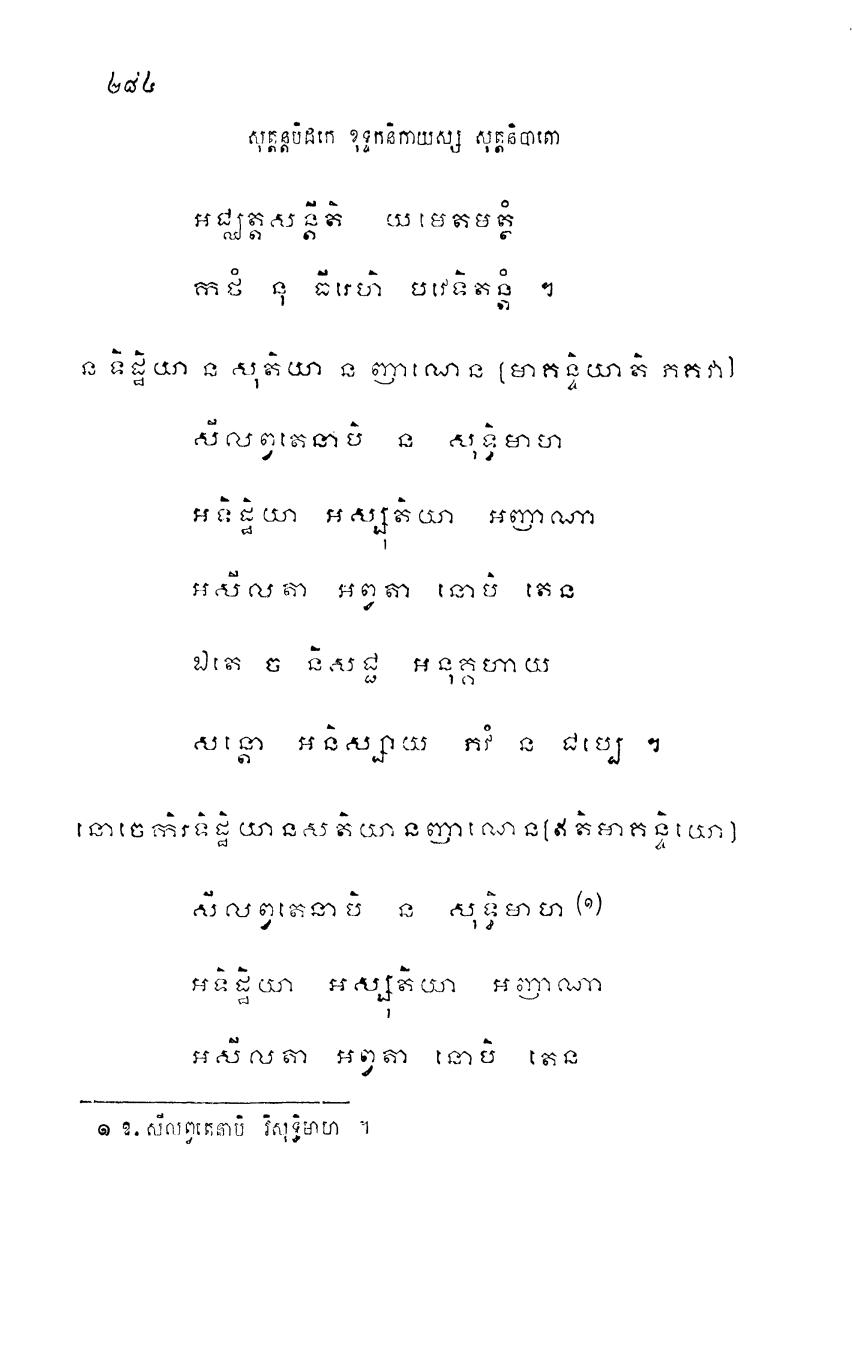 ២៨៤
សុត្តន្តបិដកេ ខុទ្ទកនិកាយស្ស សុត្តនិបាតោ
អជ្ឈត្តសន្តីតិ យមេតមត្ថំ
កថំ នុ ធីរេហិ បវេទិតន្តំ ។
ន ទិដ្ឋិយា ន សុតិយា ន ញាណេន (មាគន្ទិយាតិ ភគវា)
សីលព្វតេនាបិ ន សុទ្ធិមាហ
អទិដ្ឋិយា អស្សុតិយា អញាណា
អសីលតា អព្វតា នោបិ តេន
ឯតេ ច និសជ្ជ អនុគ្គហាយ
សន្តោ អនិស្សាយ ភវំ ន ជប្បេ ។
នោចេកិរទិដ្ឋិយានសតិយានញាណេន(ឥតិមាគន្ទិយោ)
សីលព្វតេនាបិ ន សុទ្ធិមាហ (១)
អទិដ្ឋិយា អស្សុតិយា អញាណា
អសីលតា អព្វតា នោបិ តេន
១ ឧ. សីលព្វតេនាបិ វិសុទ្ធិមាហ ។